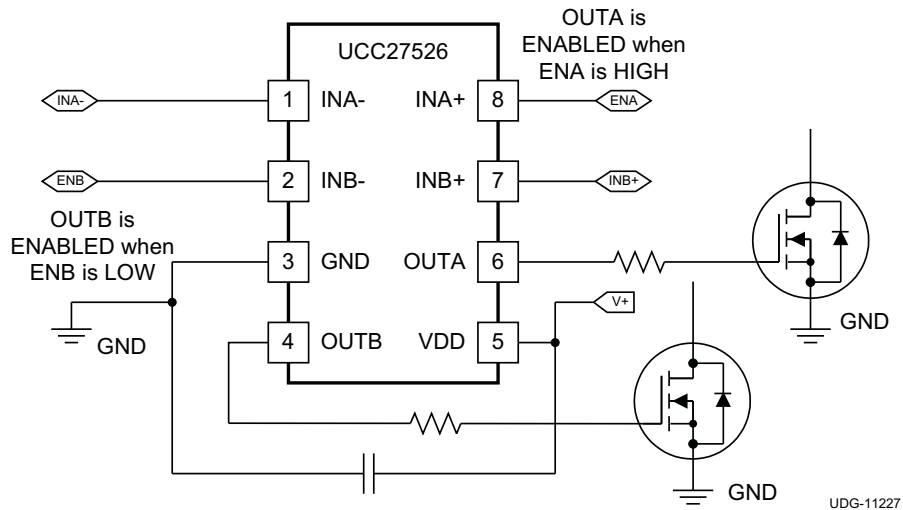 OUTA is
ENABLED when
ENA is HIGH
UCC27526
INA-
1
INA-
INA+
8
ENA
ENB
2
INB-
INB+
7
INB+
OUTB is
ENABLED when
ENB is LOW
3
GND
OUTA
6
GND
V+
GND
4
OUTB
VDD
5
GND
UDG-11227